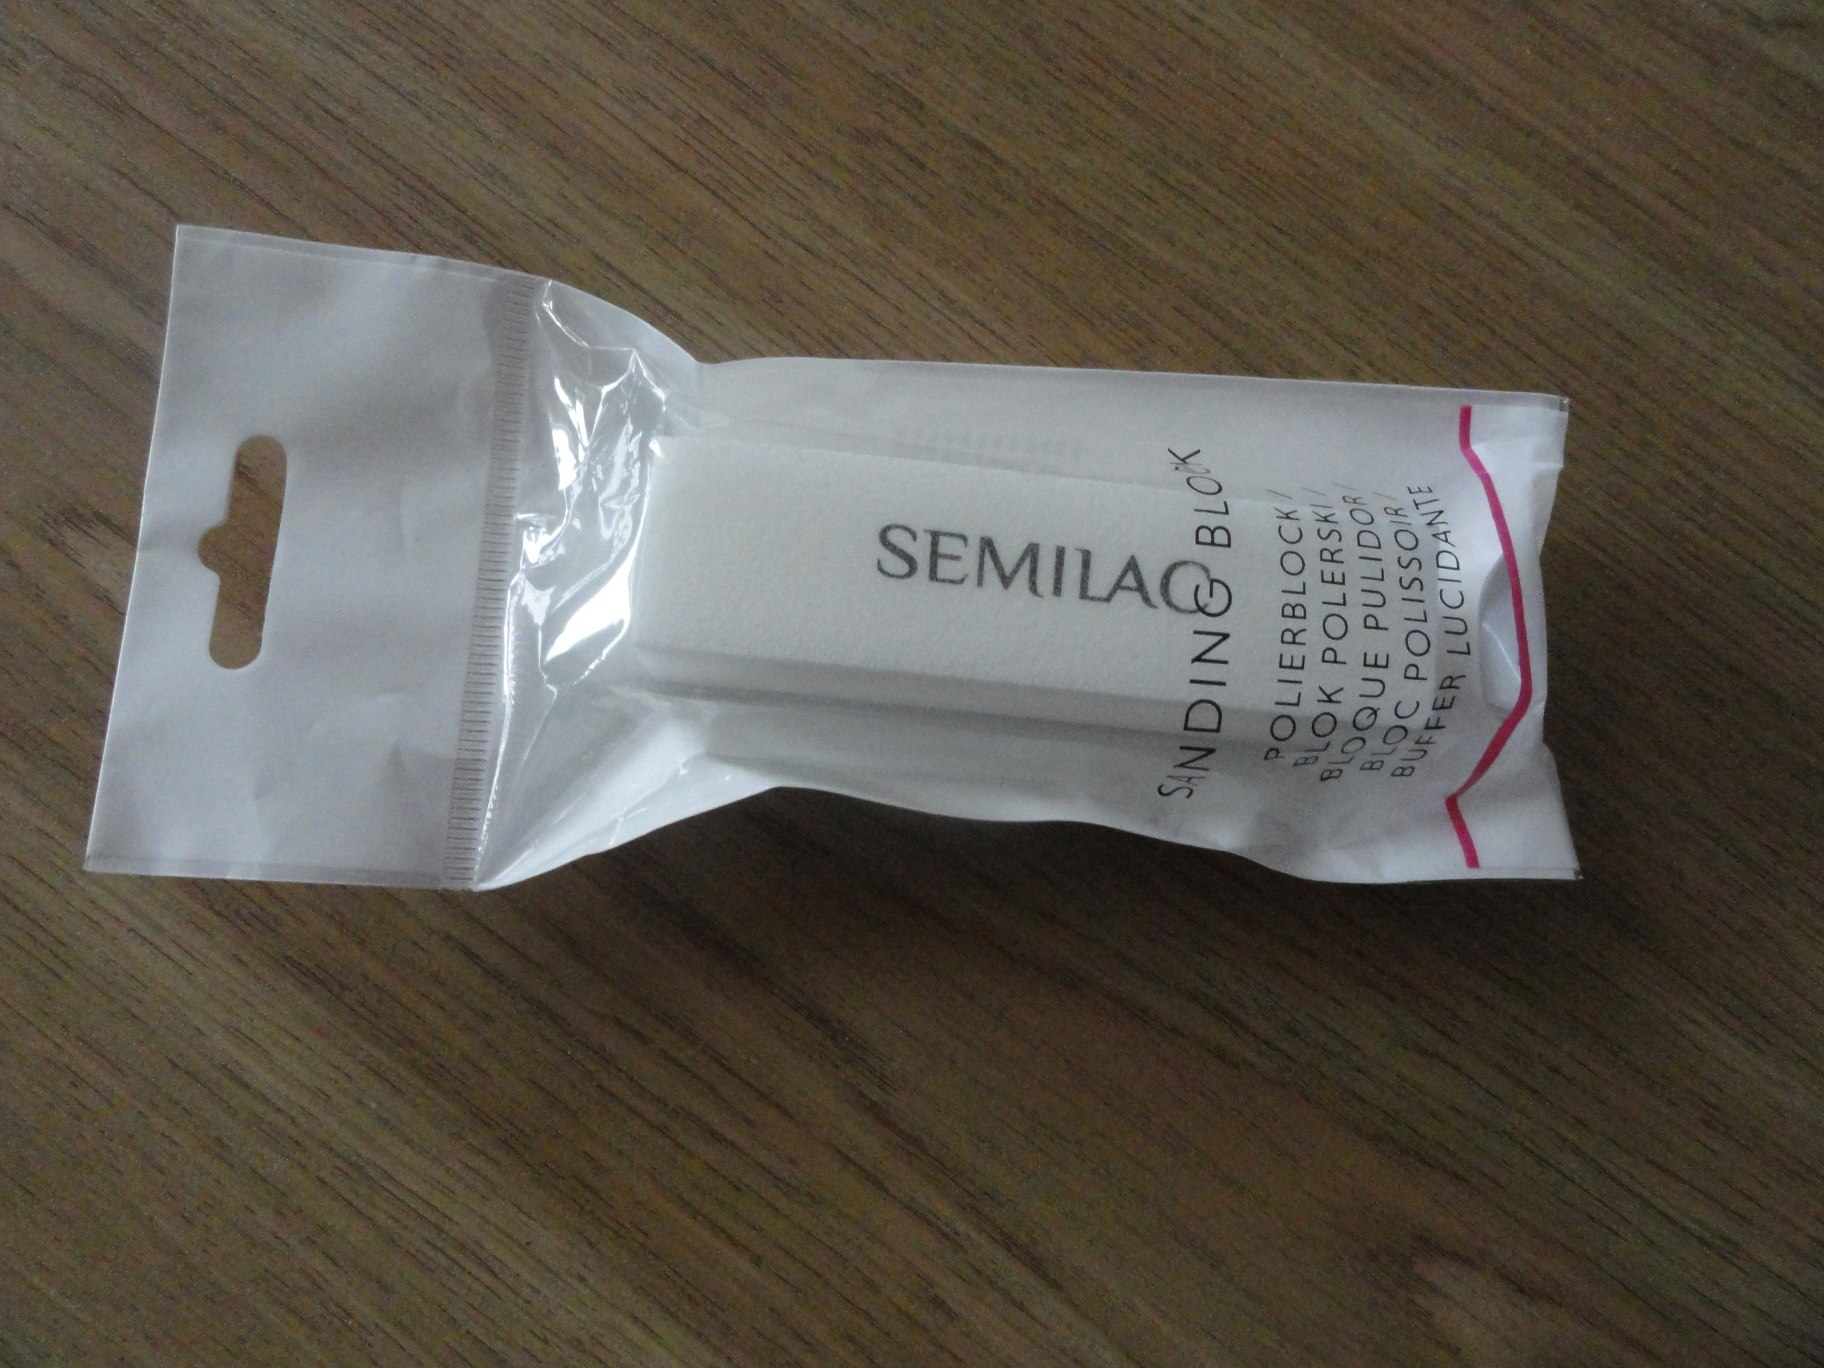 SEMILAC
SANDING BLOCK
POLIERBLOCK/
BLOK POLERSKI/
BLOQUE PULIDOR/
BLOC POLISSOIR/
BUFFER LUCIDANTE